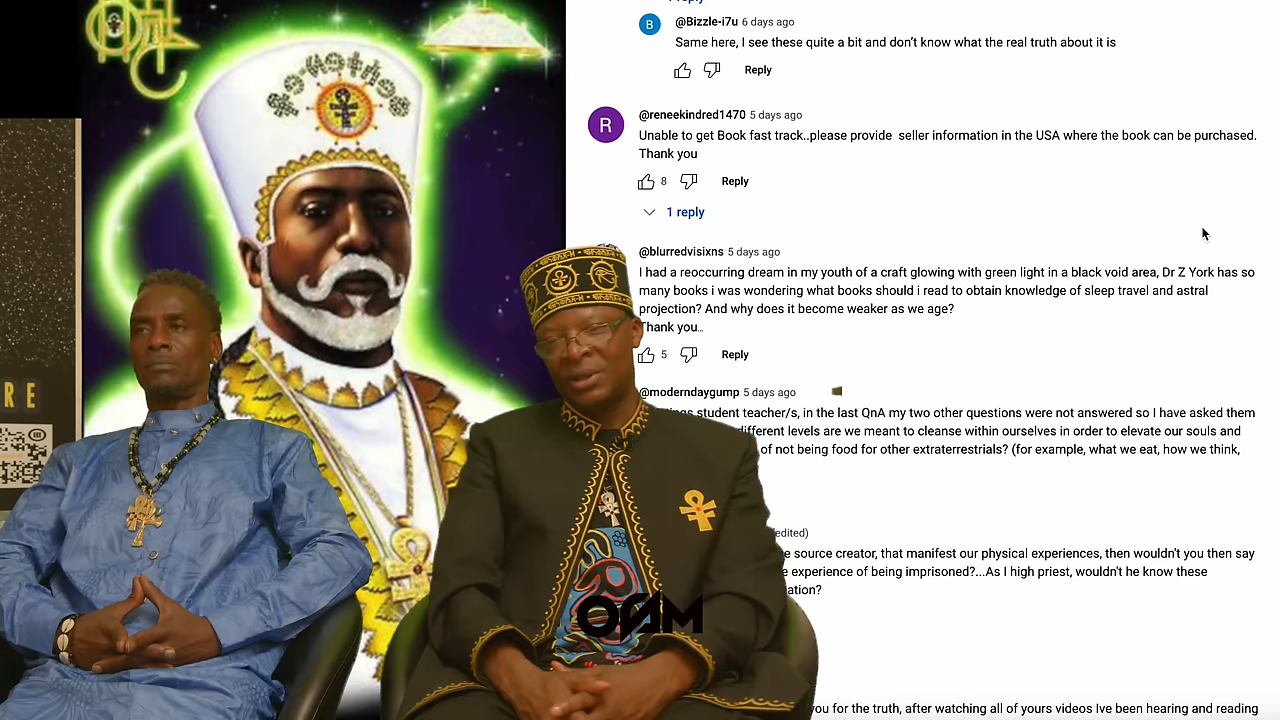 @Bizzle-i7u 6 days ago
Same here, I see these quite a bit and don't know what the real truth about it is
Reply
@reneekindred1470 5 days ago
R
Unable to get Book fast track..please provide seller information in the USA where the book can be purchased.
Thank you
8 Reply
1 reply
@blurredvisixns 5 days ago
I had a reoccurring dream in my youth of a craft glowing with green light in a black void area, Dr Z York has so
many books i was wondering what books should i read to obtain knowledge of sleep travel and astral
projection? And why does it become weaker as we age?
Thank you...
5 Reply
@moderndaygump 5 days ago
student teacher/s, in the last QnA my two other questions were not answered so I have asked them
different levels are we meant to cleanse within ourselves in order to elevate our souls and
of not being food for other extraterrestrials? (for example, what we eat, how we think,
edited)
source creator, that manifest our physical experiences, then wouldn't you then say
experience of being imprisoned?...As I high priest, wouldn't he know these
you for the truth, after watching all of yours videos Ive been hearing and reading
RE
B